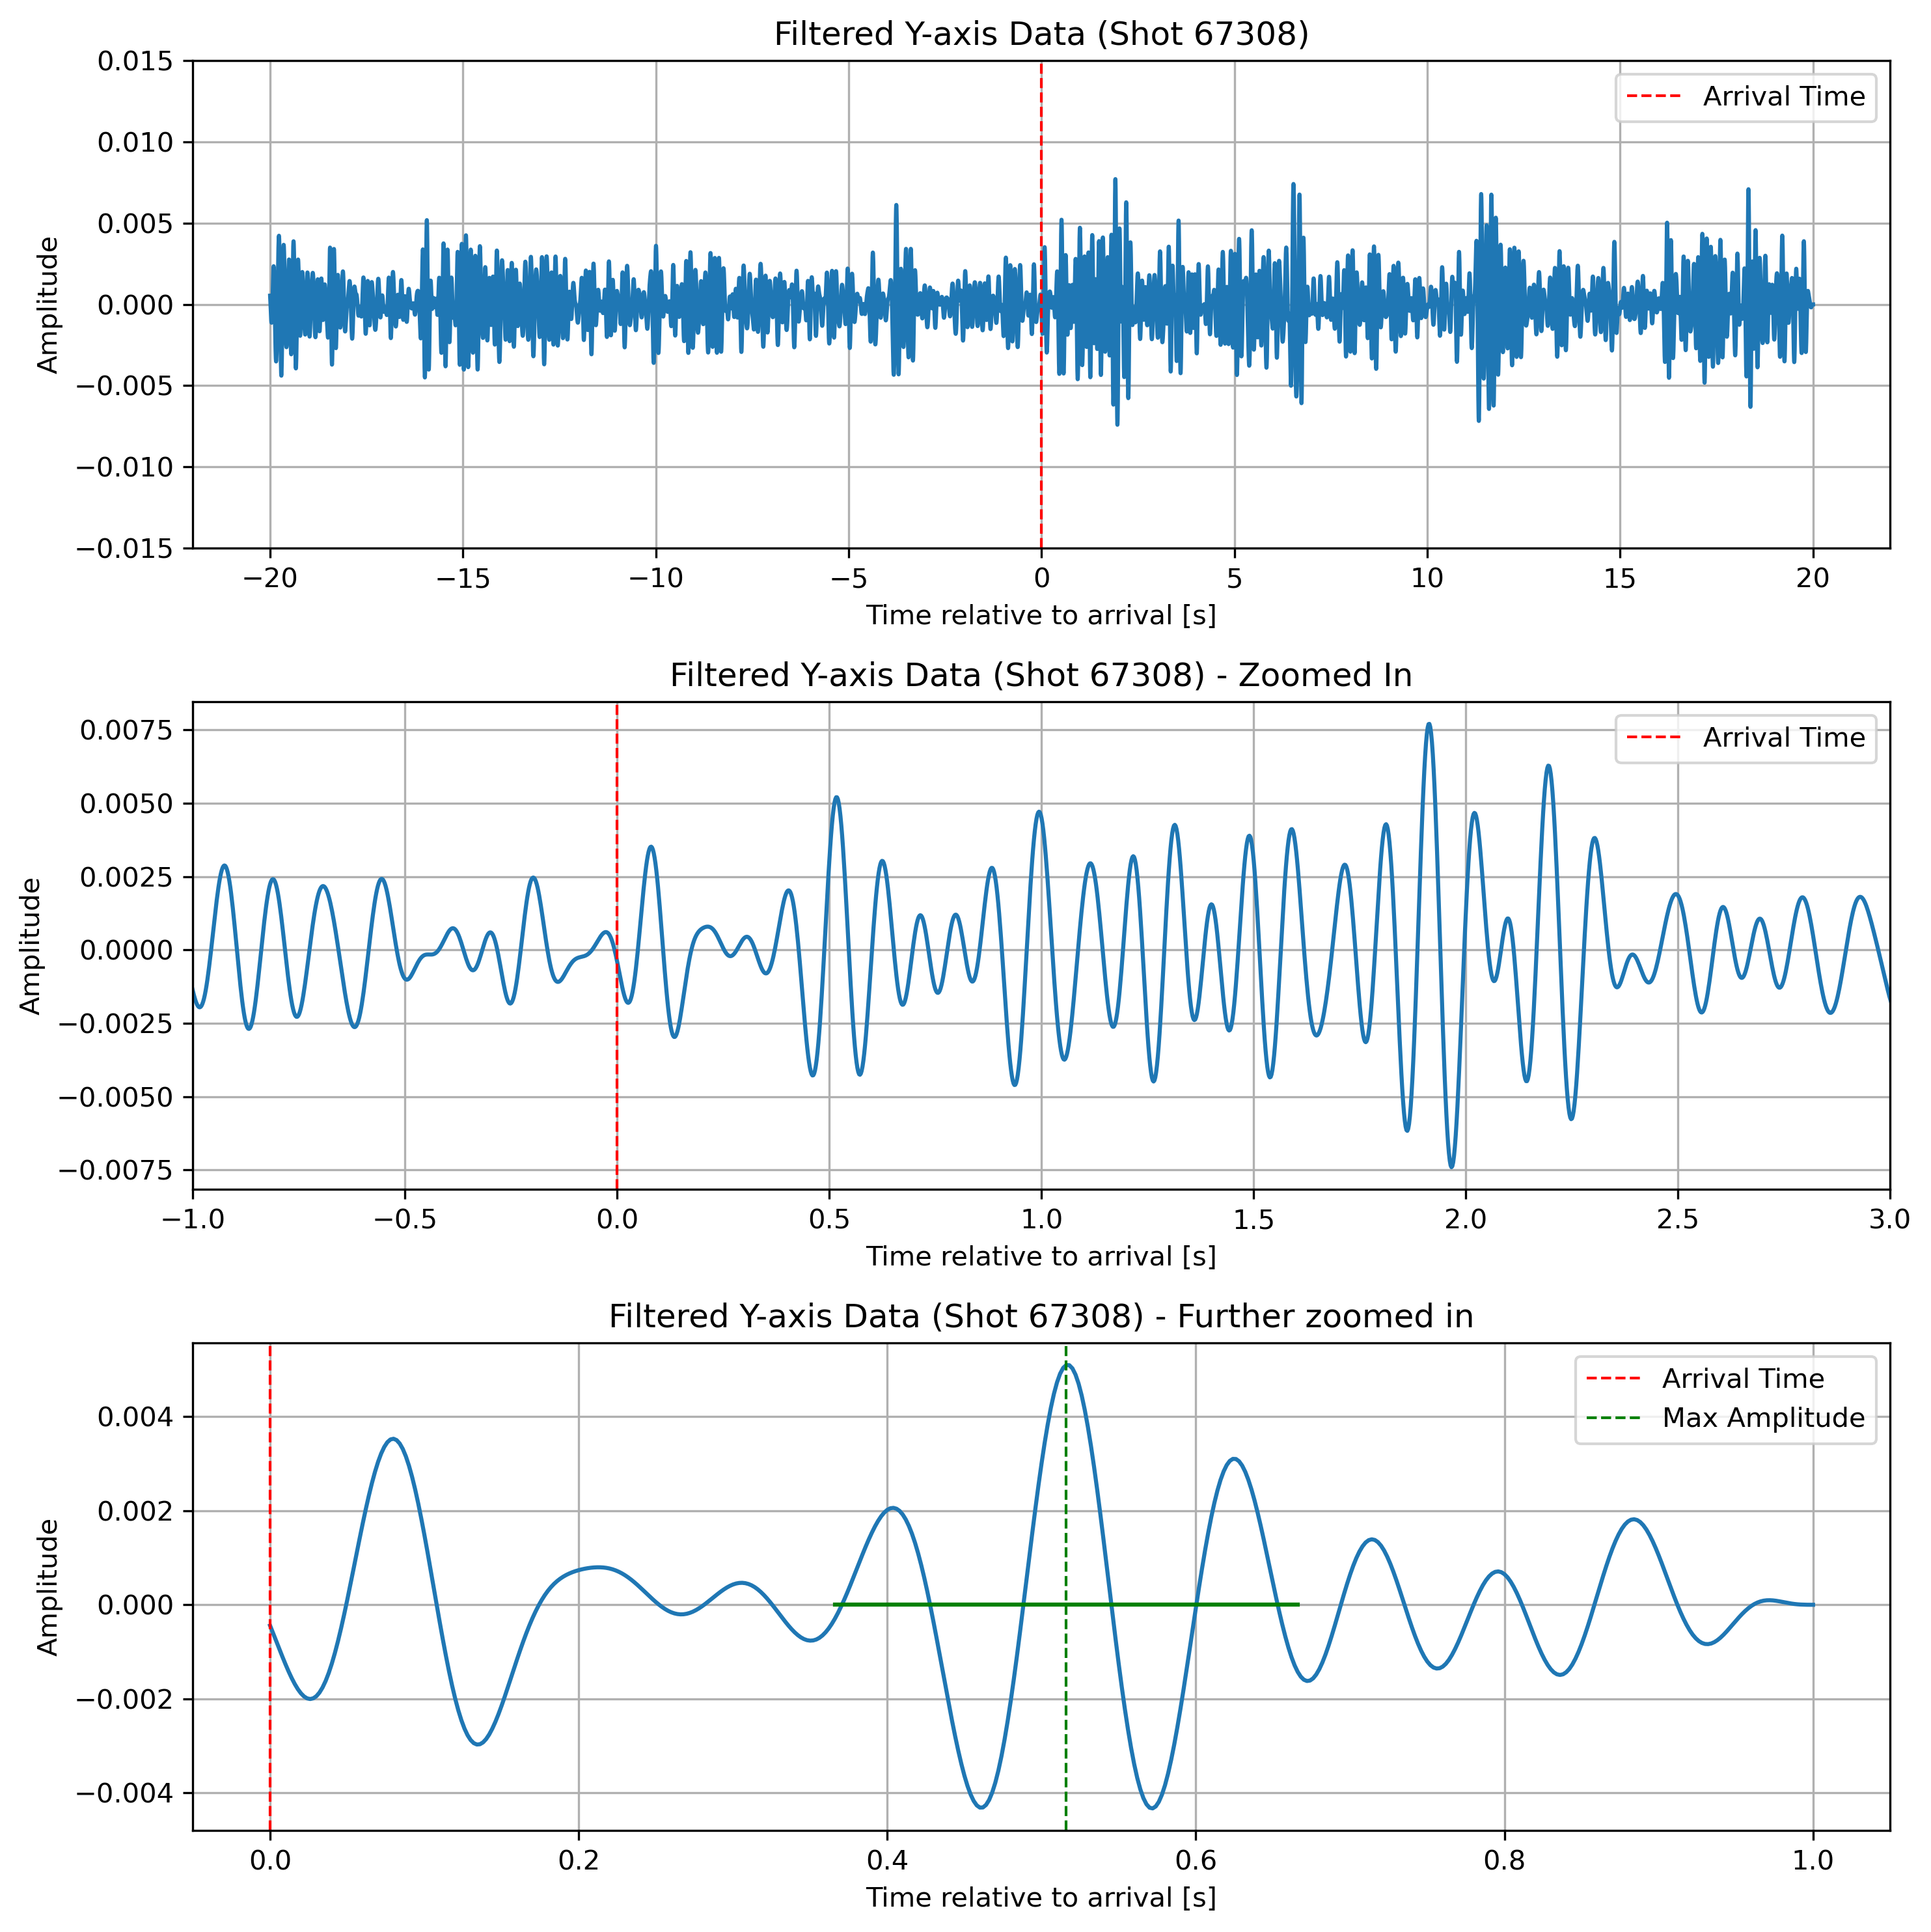 Filtered Y-axis Data (Shot 67308)
0.015
0.010
0.005
0.000
−0.005
−0.010
−0.015
Amplitude
Arrival Time
−20 −15 −10 −5 0 5 10 15 20
Time relative to arrival [s]
Filtered Y-axis Data (Shot 67308) - Zoomed In
0.0075
0.0050
0.0025
0.0000
−0.0025
−0.0050
−0.0075
Amplitude
Arrival Time
−1.0 −0.5 0.0 0.5 1.0 1.5 2.0 2.5 3.0
Time relative to arrival [s]
Filtered Y-axis Data (Shot 67308) - Further zoomed in
0.004
0.002
0.000
−0.002
−0.004
Amplitude
Arrival Time
Max Amplitude
0.0 0.2 0.4 0.6 0.8 1.0
Time relative to arrival [s]